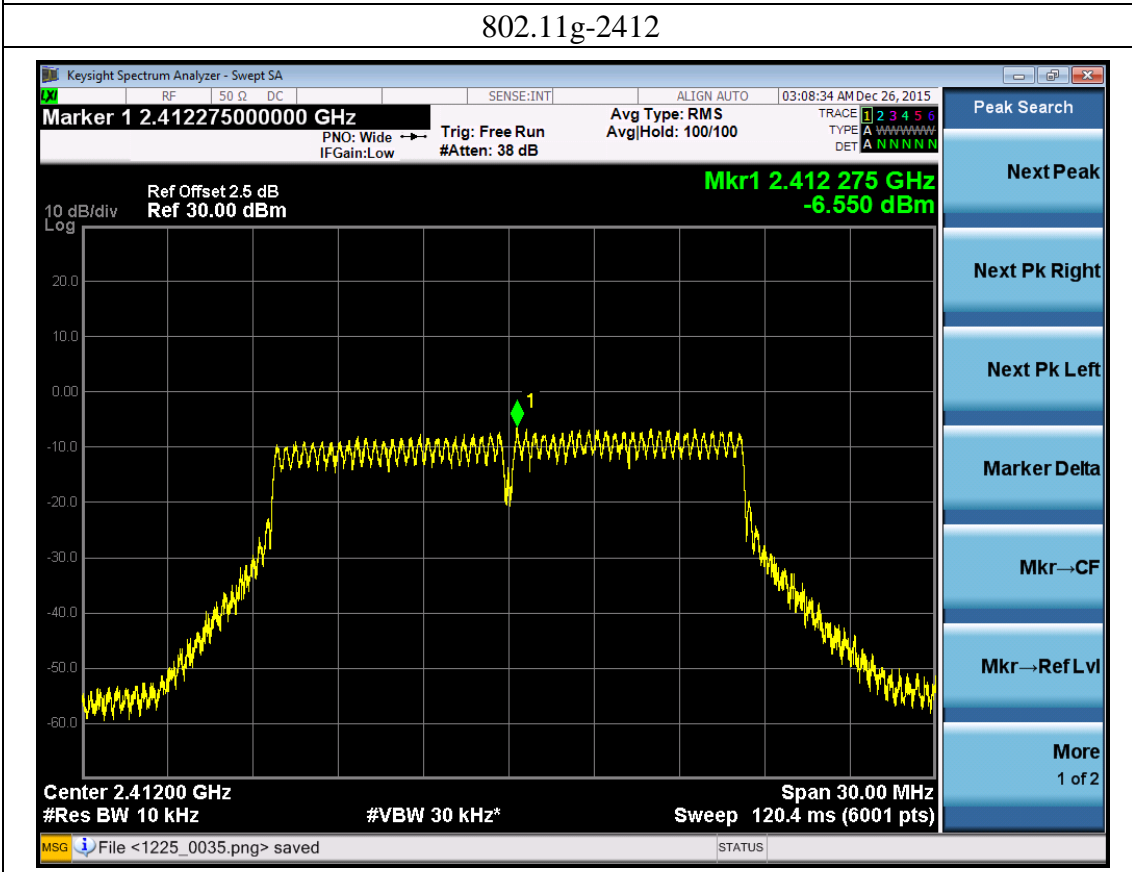 802.11g-2412
Keysight Spectrum Analyzer - Swept SA
LXI RF 50 Ω DC SENSE:INT ALIGN AUTO 03:08:34 AM Dec 26, 2015
Marker 1 2.412275000000 GHz
PNO: Wide
IFGain:Low
Trig: Free Run
#Atten: 38 dB
Avg Type: RMS
Avg|Hold: 100/100
TRACE 1 2 3 4 5 6
TYPE A WWWWW
DET A N N N N N
Peak Search
Mkr1 2.412 275 GHz
-6.550 dBm
Ref Offset 2.5 dB
10 dB/div Ref 30.00 dBm
Log
20.0
10.0
0.00
-10.0
-20.0
-30.0
-40.0
-50.0
-60.0
1
Center 2.41200 GHz Span 30.00 MHz
#Res BW 10 kHz #VBW 30 kHz* Sweep 120.4 ms (6001 pts)
Next Peak
Next Pk Right
Next Pk Left
Marker Delta
Mkr→CF
Mkr→Ref Lvl
More
1 of 2
MSG File <1225_0035.png> saved STATUS